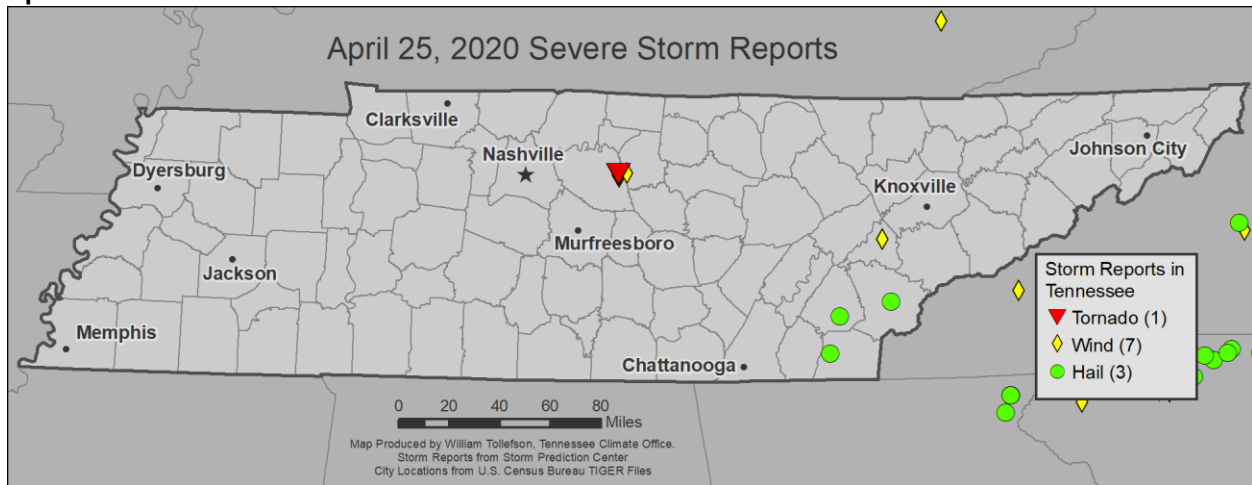 April 25, 2020 Severe Storm Reports
Clarksville
Nashville
Johnson City
Dyersburg
Knoxville
Murfreesboro
Jackson
Storm Reports in
Tennessee
Tornado (1)
Wind (7)
Hail (3)
Memphis
Chattanooga
0 20 40 60 80
Miles
Map Produced by William Tollefson, Tennessee Climate Office.
Storm Reports from Storm Prediction Center
City Locations from U.S. Census Bureau TIGER Files